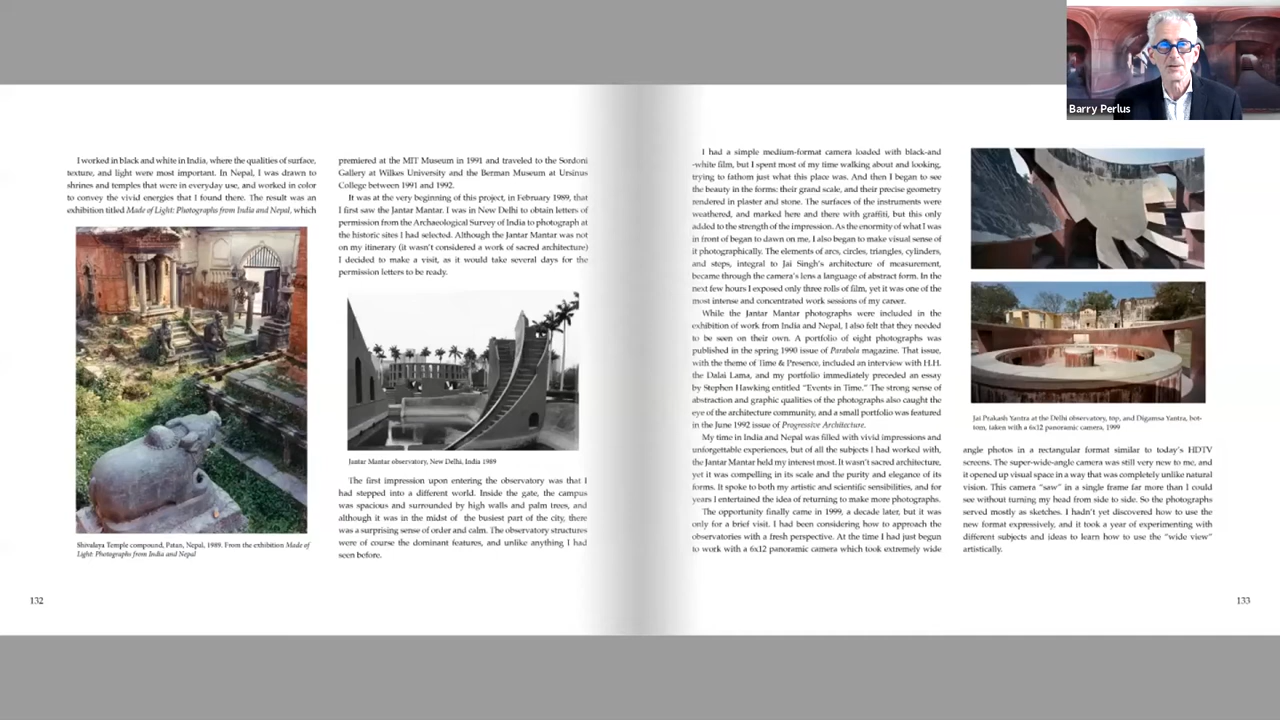 Barry Perlus
I worked in black and white in India, where the qualities of surface,
texture, and light were most important. In Nepal, I was drawn to
shrines and temples that were in everyday use, and worked in color
to convey the vivid energies that I found there. The result was an
exhibition titled Made of Light: Photographs from India and Nepal, which
Shivalaya Temple compound, Patan, Nepal, 1989. From the exhibition Made of
Light: Photographs from India and Nepal
132
premiered at the MIT Museum in 1991 and traveled to the Sordoni
Gallery at Wilkes University and the Berman Museum at Ursinus
College between 1991 and 1992.
It was at the very beginning of this project, in February 1989, that
I first saw the Jantar Mantar. I was in New Delhi to obtain letters of
permission from the Archaeological Survey of India to photograph at
the historic sites I had selected. Although the Jantar Mantar was not
on my itinerary (it wasn't considered a work of sacred architecture)
I decided to make a visit, as it would take several days for the
permission letters to be ready.
Jantar Mantar observatory, New Delhi, India 1989
The first impression upon entering the observatory was that I
had stepped into a different world. Inside the gate, the campus
was spacious and surrounded by high walls and palm trees, and
although it was in the midst of the busiest part of the city, there
was a surprising sense of order and calm. The observatory structures
were of course the dominant features, and unlike anything I had
seen before.
I had a simple medium-format camera loaded with black-and
-white film, but I spent most of my time walking about and looking,
trying to fathom just what this place was. And then I began to see
the beauty in the forms: their grand scale, and their precise geometry
rendered in plaster and stone. The surfaces of the instruments were
weathered, and marked here and there with graffiti, but this only
added to the strength of the impression. As the enormity of what I was
in front of began to dawn on me, I also began to make visual sense of
it photographically. The elements of arcs, circles, triangles, cylinders,
and steps, integral to Jai Singh's architecture of measurement,
became through the camera's lens a language of abstract form. In the
next few hours I exposed only three rolls of film, yet it was one of the
most intense and concentrated work sessions of my career.
While the Jantar Mantar photographs were included in the
exhibition of work from India and Nepal, I also felt that they needed
to be seen on their own. A portfolio of eight photographs was
published in the spring 1990 issue of Parabola magazine. That issue,
with the theme of Time & Presence, included an interview with H.H.
the Dalai Lama, and my portfolio immediately preceded an essay
by Stephen Hawking entitled "Events in Time." The strong sense of
abstraction and graphic qualities of the photographs also caught the
eye of the architecture community, and a small portfolio was featured
in the June 1992 issue of Progressive Architecture.
My time in India and Nepal was filled with vivid impressions and
unforgettable experiences, but of all the subjects I had worked with,
the Jantar Mantar held my interest most. It wasn't sacred architecture,
yet it was compelling in its scale and the purity and elegance of its
forms. It spoke to both my artistic and scientific sensibilities, and for
years I entertained the idea of returning to make more photographs.
The opportunity finally came in 1999, a decade later, but it was
only for a brief visit. I had been considering how to approach the
observatories with a fresh perspective. At the time I had just begun
to work with a 6x12 panoramic camera which took extremely wide
Jai Prakash Yantra at the Delhi observatory, top, and Digamsa Yantra, bot-
tom, taken with a 6x12 panoramic camera, 1999
angle photos in a rectangular format similar to today's HDTV
screens. The super-wide-angle camera was still very new to me, and
it opened up visual space in a way that was completely unlike natural
vision. This camera "saw" in a single frame far more than I could
see without turning my head from side to side. So the photographs
served mostly as sketches. I hadn't yet discovered how to use the
new format expressively, and it took a year of experimenting with
different subjects and ideas to learn how to use the "wide view"
artistically.
133